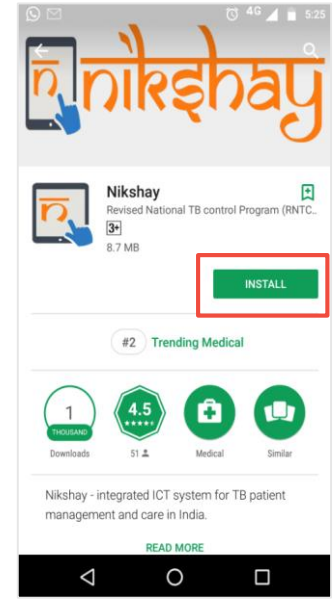 4G 5:25
nikshay
Nikshay
Revised National TB control Program (RNTC..
3+
8.7 MB
INSTALL
#2 Trending Medical
1
THOUSAND
4.5
Downloads 51 Medical Similar
Nikshay - integrated ICT system for TB patient
management and care in India.
READ MORE